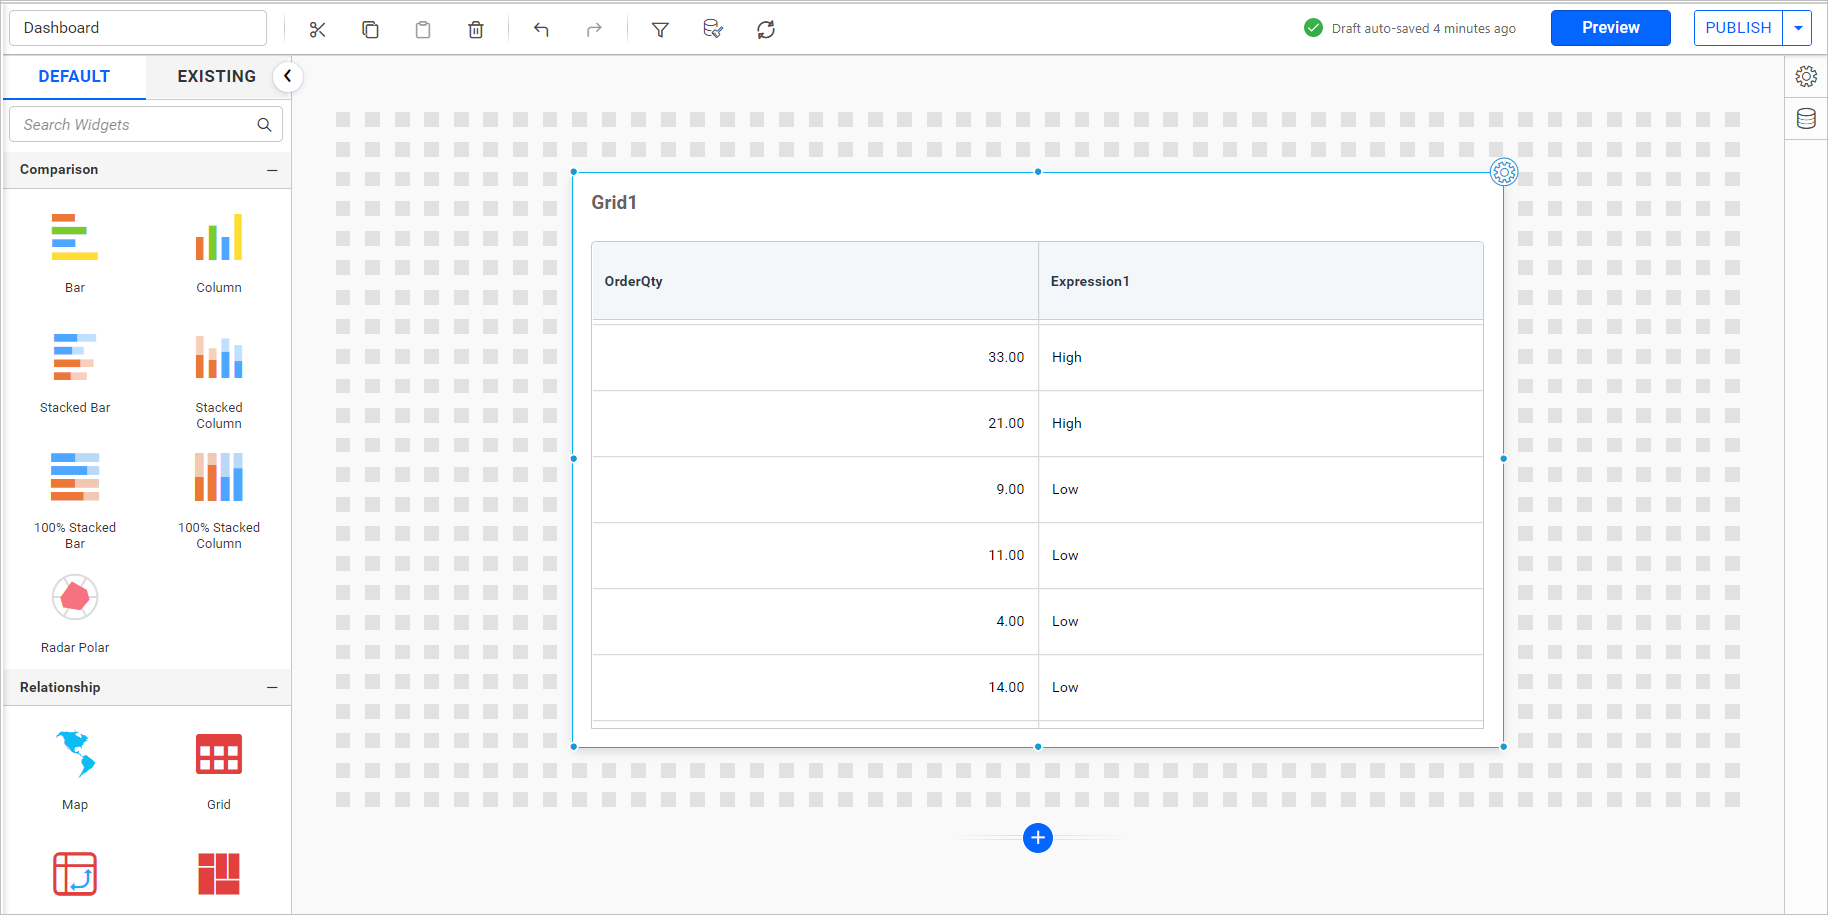 Dashboard
Draft auto-saved 4 minutes ago
Preview
PUBLISH
DEFAULT
EXISTING
Search Widgets
Comparison
Bar
Column
Stacked Bar
Stacked
Column
100% Stacked
Bar
100% Stacked
Column
Radar Polar
Relationship
Map
Grid
Grid1
OrderQty
Expression1
33.00 High
21.00 High
9.00 Low
11.00 Low
4.00 Low
14.00 Low